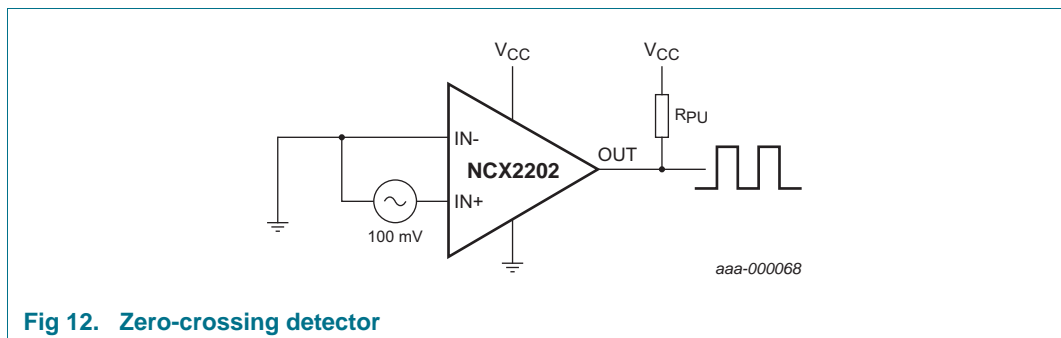 VCC
VCC
RPU
IN-
OUT
NCX2202
IN+
100 mV
aaa-000068
Fig 12. Zero-crossing detector